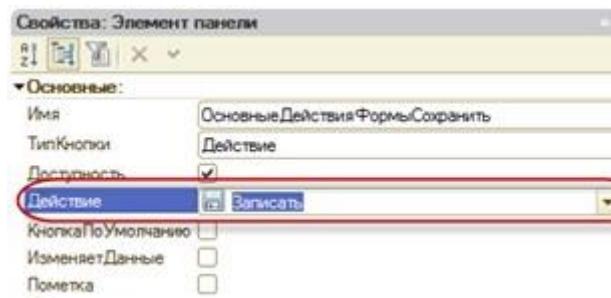 Свойства: Элемент панели
Основные:
Имя ОсновныеДействияФормыСохранить
ТипКнопки Действие
Доступность
Действие Записать
КнопкаПоУмолчанию
ИзменяетДанные
Пометка